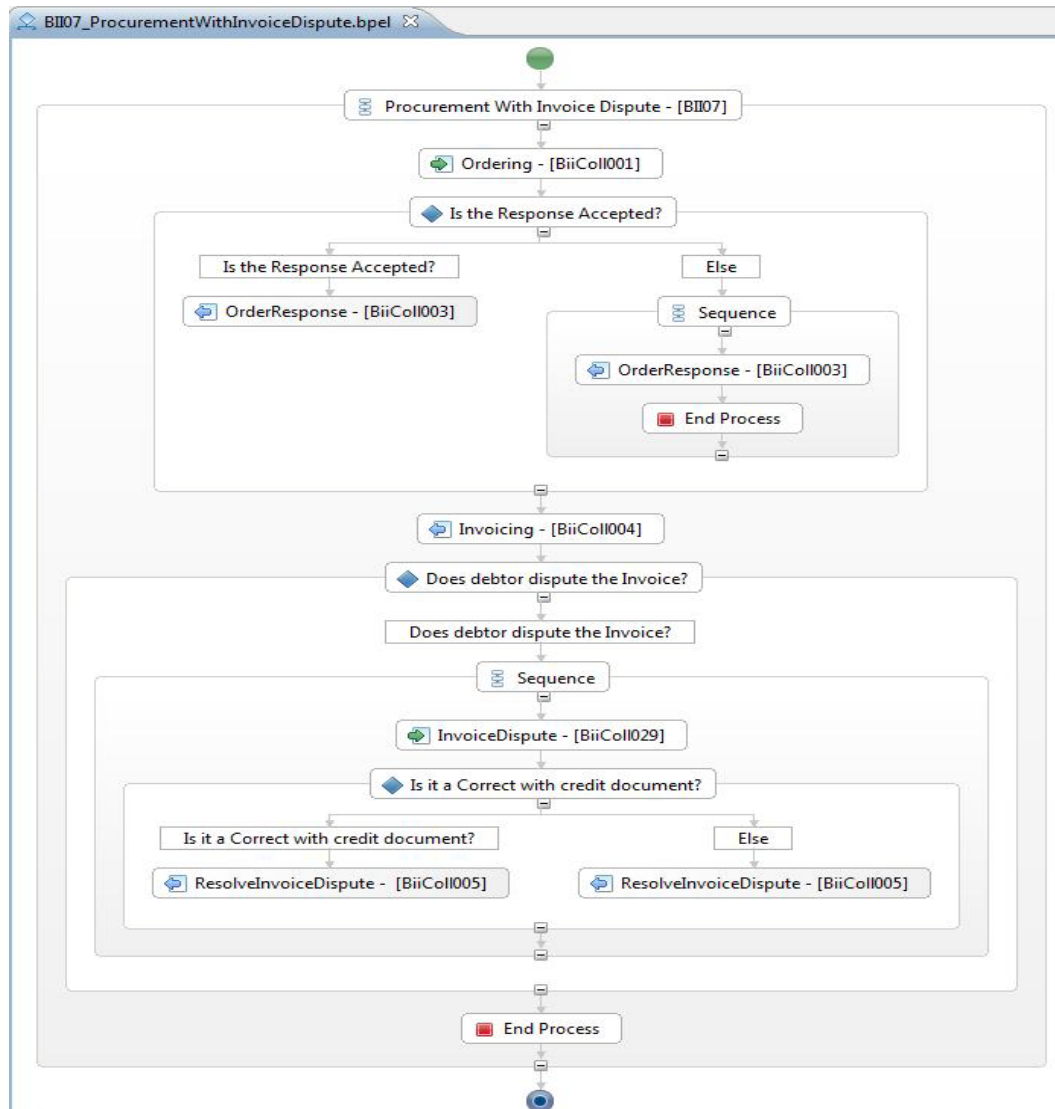 BII07_ProcurementWithInvoiceDispute.bpel
Procurement With Invoice Dispute - [BII07]
Ordering - [BiiColl001]
Is the Response Accepted?
Is the Response Accepted?
Else
OrderResponse - [BiiColl003]
Sequence
OrderResponse - [BiiColl003]
End Process
Invoicing - [BiiColl004]
Does debtor dispute the Invoice?
Does debtor dispute the Invoice?
Sequence
InvoiceDispute - [BiiColl029]
Is it a Correct with credit document?
Is it a Correct with credit document?
Else
ResolveInvoiceDispute - [BiiColl005]
ResolveInvoiceDispute - [BiiColl005]
End Process